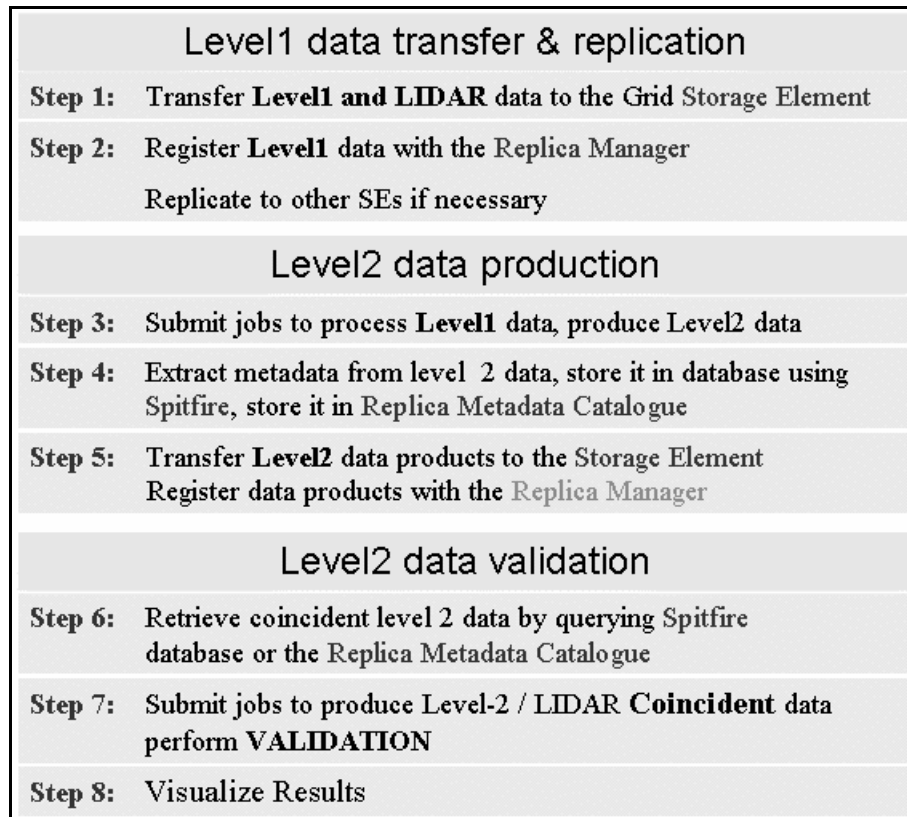 Level1 data transfer & replication
Step 1: Transfer Level1 and LIDAR data to the Grid Storage Element
Step 2: Register Level1 data with the Replica Manager
Replicate to other SEs if necessary
Level2 data production
Step 3: Submit jobs to process Level1 data, produce Level2 data
Step 4: Extract metadata from level 2 data, store it in database using
Spitfire, store it in Replica Metadata Catalogue
Step 5: Transfer Level2 data products to the Storage Element
Register data products with the Replica Manager
Level2 data validation
Step 6: Retrieve coincident level 2 data by querying Spitfire
database or the Replica Metadata Catalogue
Step 7: Submit jobs to produce Level-2 / LIDAR Coincident data
perform VALIDATION
Step 8: Visualize Results